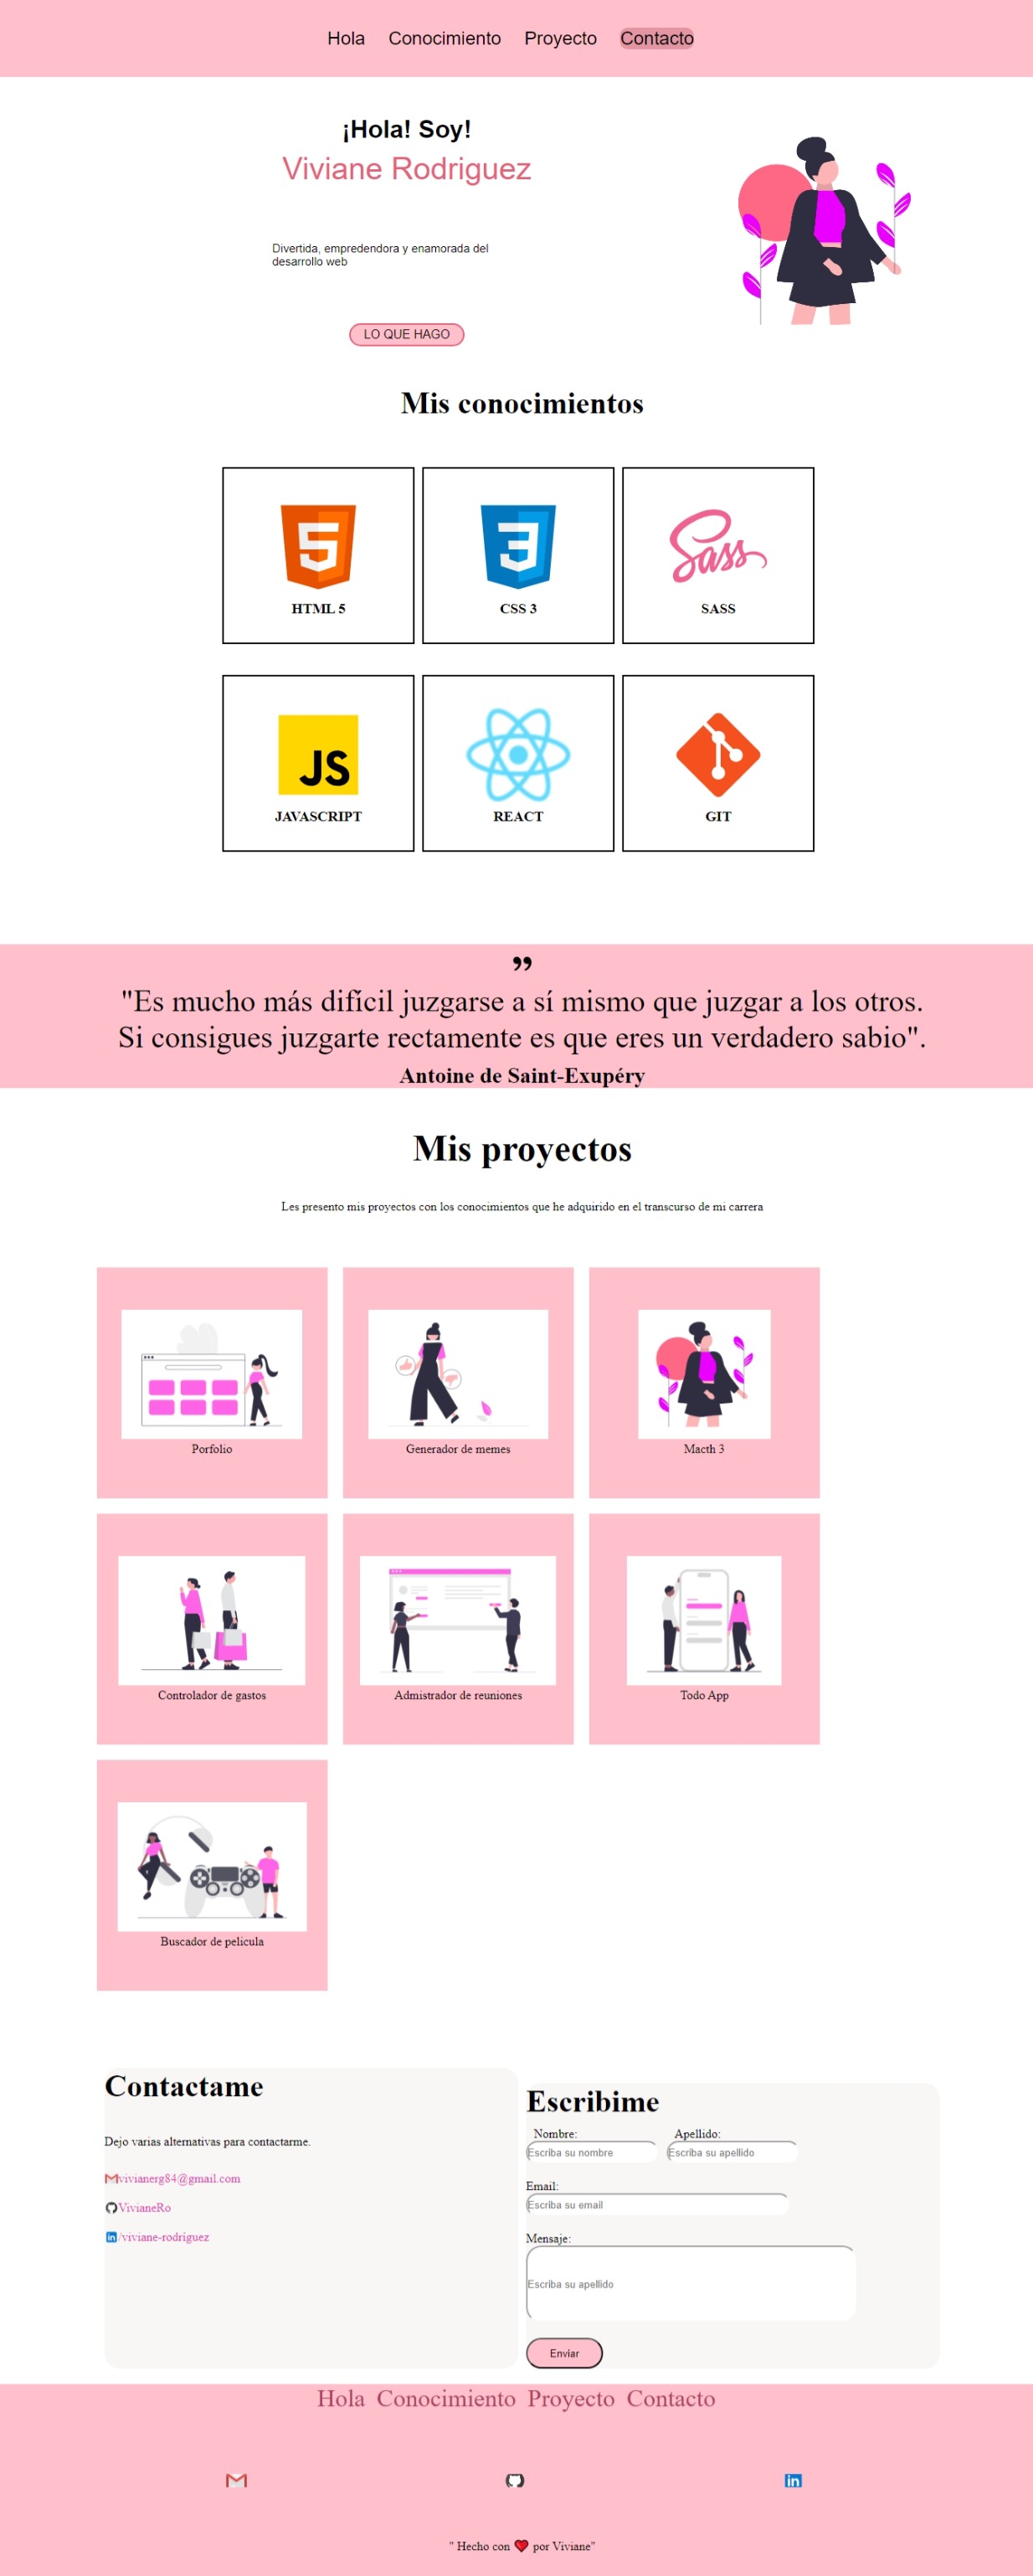 Hola Conocimiento Proyecto Contacto
¡Hola! Soy!
Viviane Rodriguez
Divertida, empredendora y enamorada del
desarrollo web
LO QUE HAGO
Mis conocimientos
5
3
Sass
HTML 5
CSS 3
SASS
JS
JAVASCRIPT
REACT
GIT
”
"Es mucho más difícil juzgarse a sí mismo que juzgar a los otros.
Si consigues juzgarte rectamente es que eres un verdadero sabio".
Antoine de Saint-Exupéry
Mis proyectos
Les presento mis proyectos con los conocimientos que he adquirido en el transcurso de mi carrera
Porfolio
Generador de memes
Macth 3
Controlador de gastos
Admistrador de reuniones
Todo App
Buscador de pelicula
Contactame
Dejo varias alternativas para contactarme.
vivianerg84@gmail.com
VivianeRo
in /viviane-rodriguez
Escribime
Nombre: Apellido:
Escriba su nombre Escriba su apellido
Email:
Escriba su email
Mensaje:
Escriba su apellido
Enviar
Hola Conocimiento Proyecto Contacto
in
" Hecho con ❤ por Viviane"